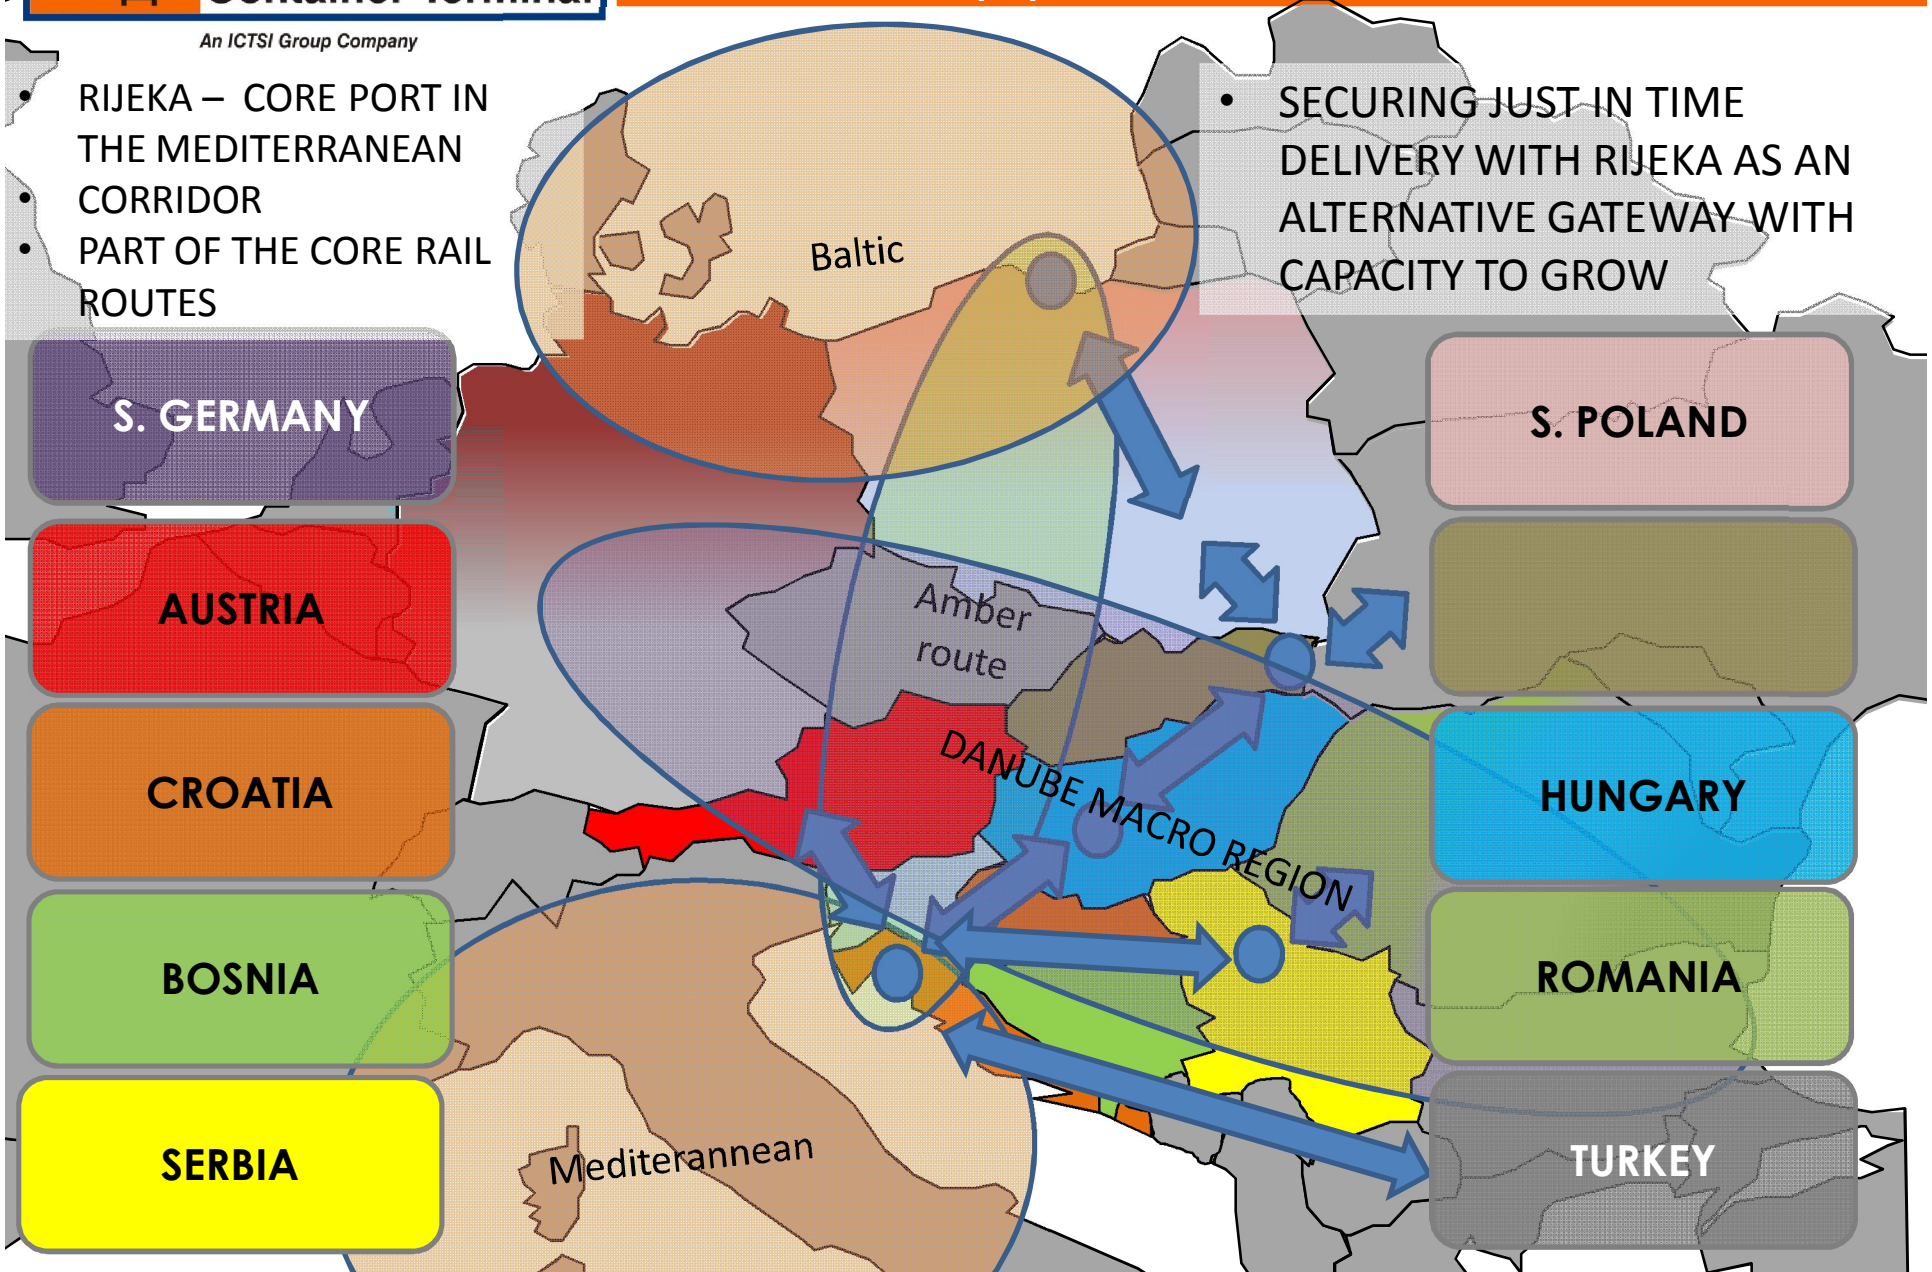 Container Terminal
An ICTSI Group Company
• RIJEKA – CORE PORT IN
THE MEDITERRANEAN
• CORRIDOR
• PART OF THE CORE RAIL
ROUTES
• SECURING JUST IN TIME
DELIVERY WITH RIJEKA AS AN
ALTERNATIVE GATEWAY WITH
CAPACITY TO GROW
Baltic
S. GERMANY
AUSTRIA
CROATIA
BOSNIA
SERBIA
Amber
route
DANUBE MACRO REGION
Mediterannean
S. POLAND
HUNGARY
ROMANIA
TURKEY